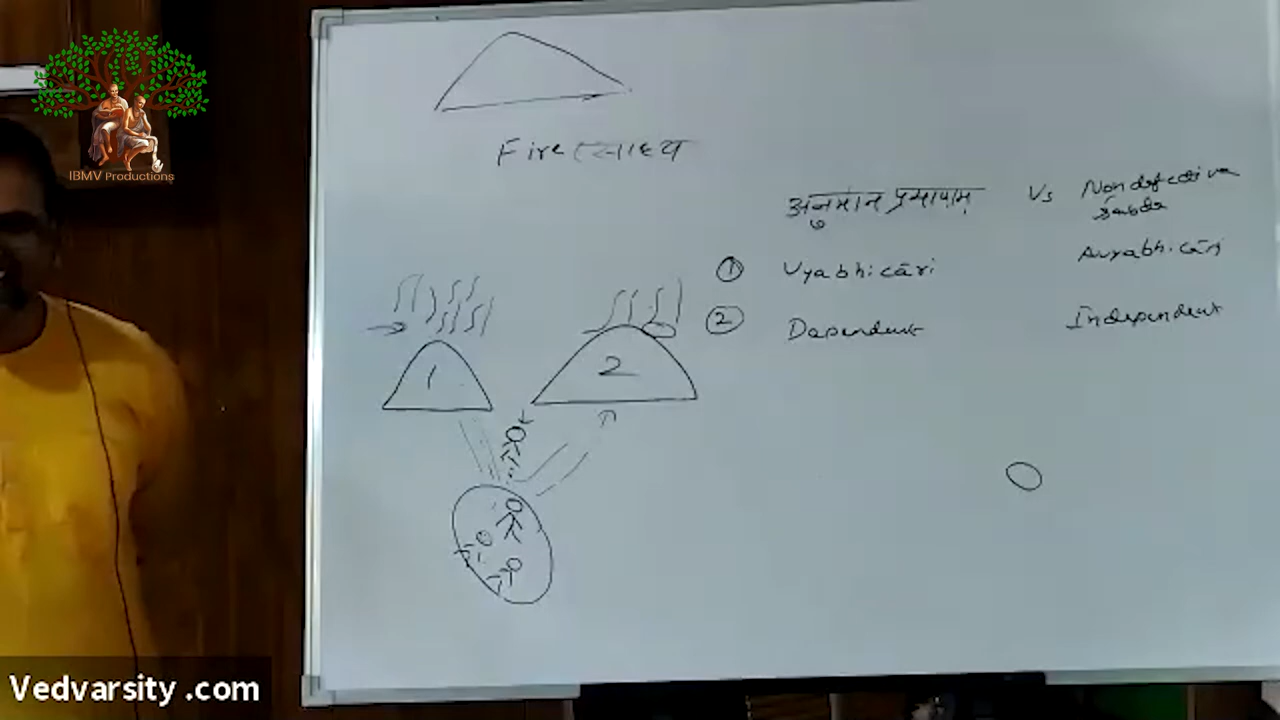 IBMV Productions
Fire साध्य
अनुमान प्रमाणम् Vs Nondefective
śabda
① Vyabhicāri Avyabhicāri
② Dependent Independent
1 2
Vedvarsity .com